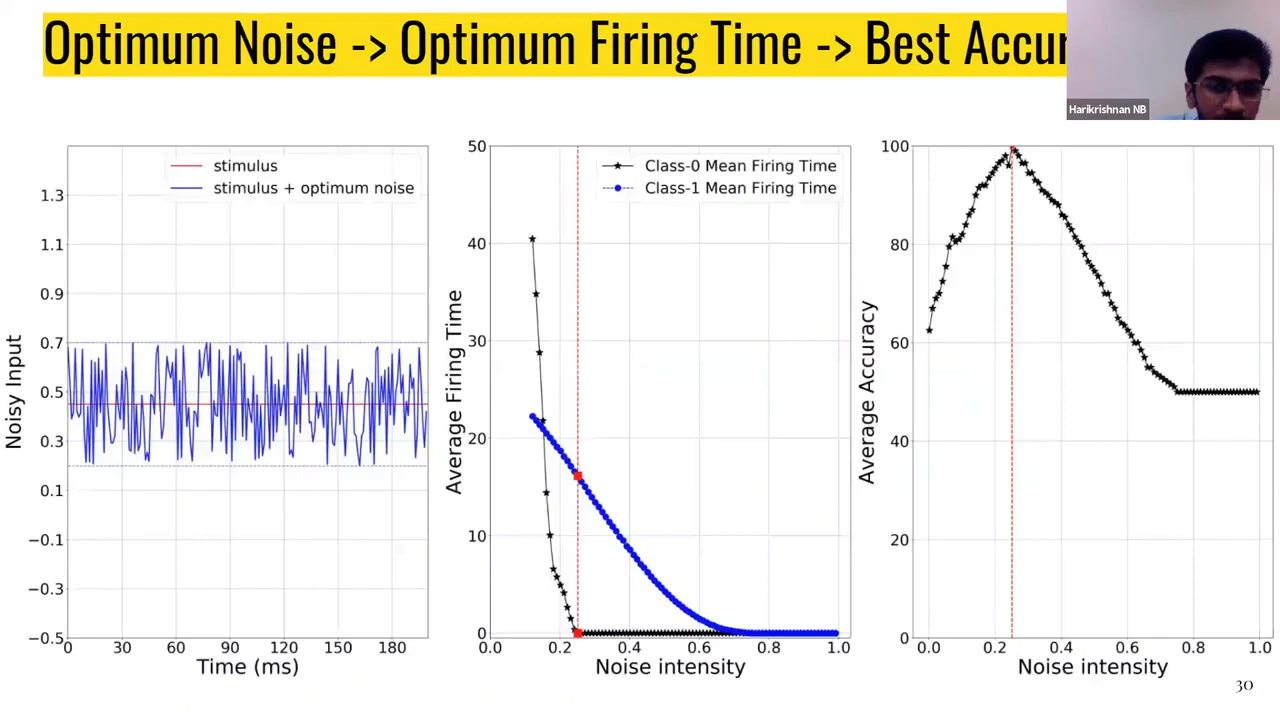 Optimum Noise -> Optimum Firing Time -> Best
Harikrishnan NB
stimulus
stimulus + optimum noise
1.3
1.1
0.9
0.7
0.5
0.3
0.1
−0.1
−0.3
−0.5
Noisy Input
0 30 60 90 120 150 180
Time (ms)
Class-0 Mean Firing Time
Class-1 Mean Firing Time
50
40
30
20
10
0
Average Firing Time
0.0 0.2 0.4 0.6 0.8 1.0
Noise intensity
100
80
60
40
20
0
Average Accuracy
0.0 0.2 0.4 0.6 0.8 1.0
Noise intensity
30